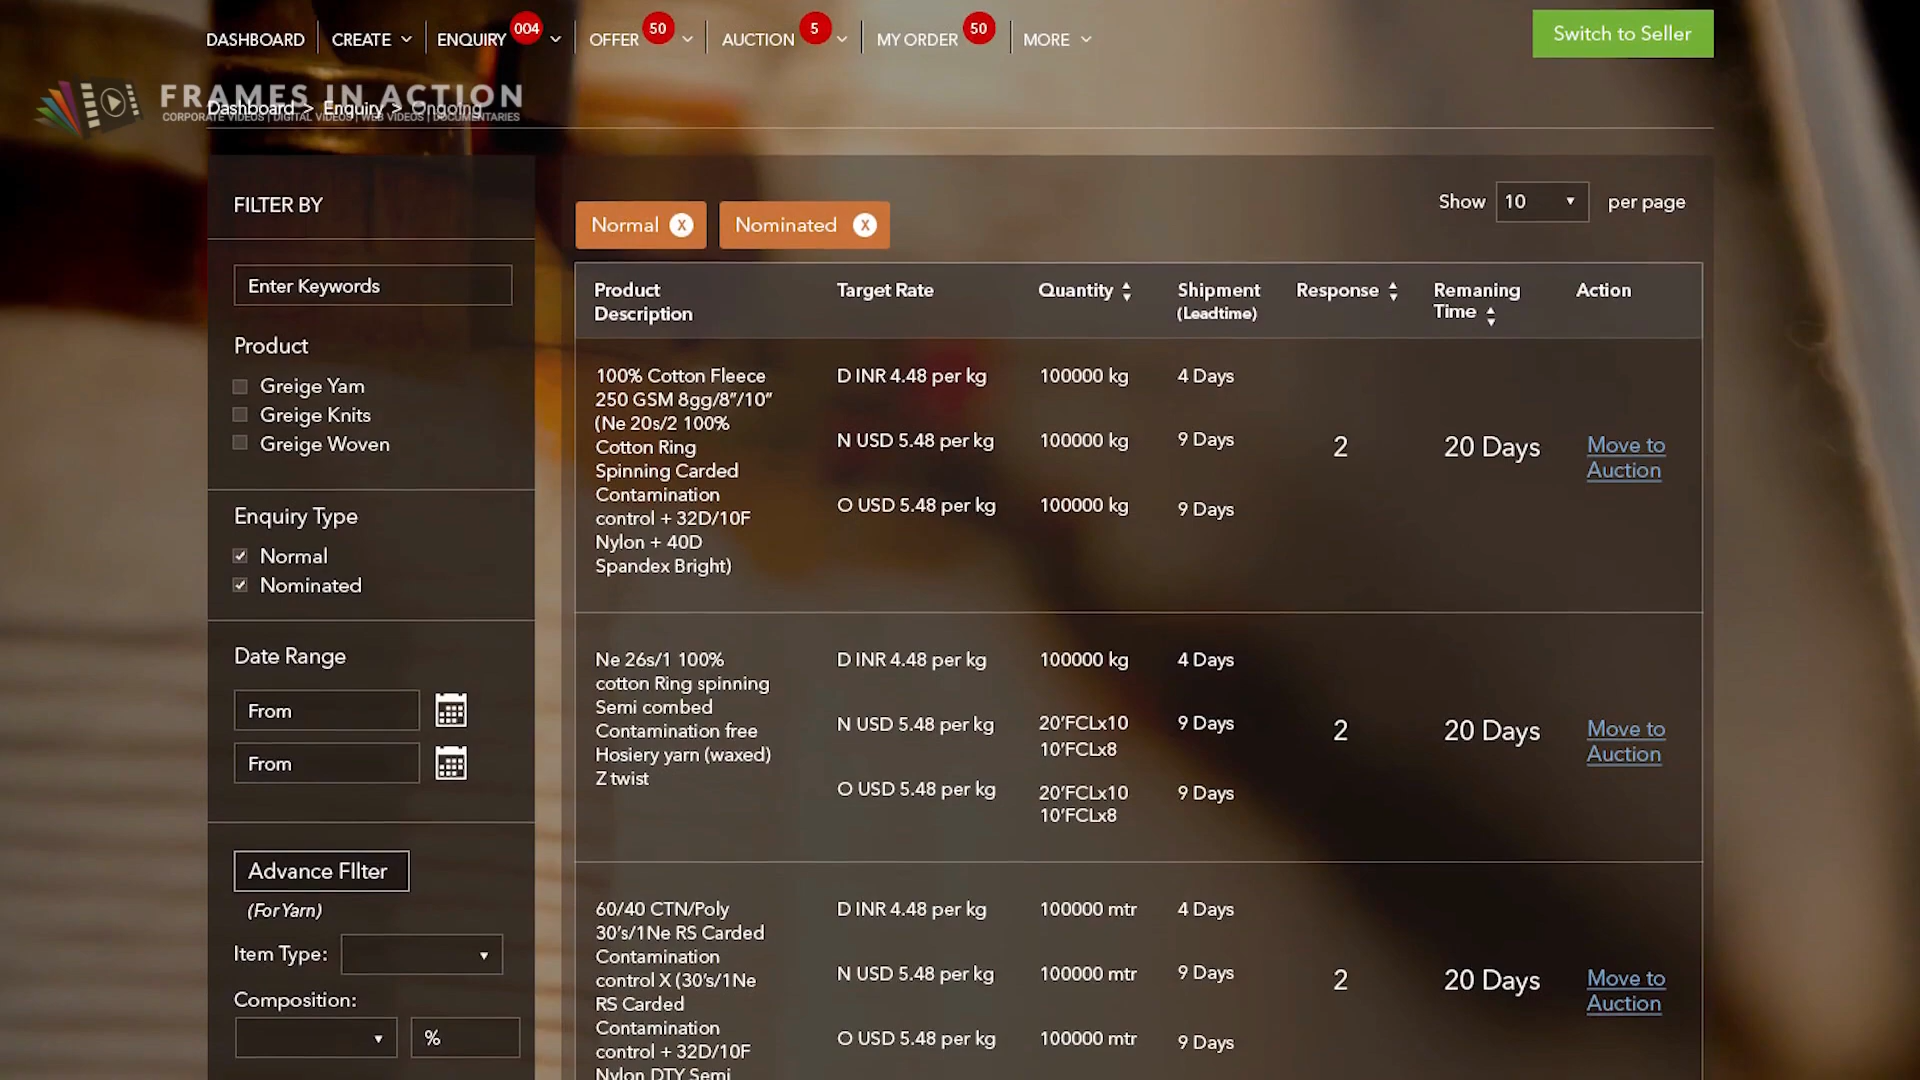 DASHBOARD CREATE ENQUIRY 004 OFFER 50 AUCTION 5 MY ORDER 50 MORE
Switch to Seller
FRAMES IN ACTION
CORPORATE VIDEOS | DIGITAL VIDEOS | WEB VIDEOS | DOCUMENTARIES
Dashboard > Enquiry > Ongoing
FILTER BY
Enter Keywords
Product
Greige Yarn
Greige Knits
Greige Woven
Enquiry Type
Normal
Nominated
Date Range
From
From
Advance FIlter
(For Yarn)
Item Type:
Composition:
%
Normal X Nominated X
Show 10 per page
Product Description Target Rate Quantity Shipment (Leadtime) Response Remaning Time Action
100% Cotton Fleece
250 GSM 8gg/8”/10”
(Ne 20s/2 100%
Cotton Ring
Spinning Carded
Contamination
control + 32D/10F
Nylon + 40D
Spandex Bright)
D INR 4.48 per kg 100000 kg 4 Days
N USD 5.48 per kg 100000 kg 9 Days
O USD 5.48 per kg 100000 kg 9 Days
2 20 Days Move to
Auction
Ne 26s/1 100%
cotton Ring spinning
Semi combed
Contamination free
Hosiery yarn (waxed)
Z twist
D INR 4.48 per kg 100000 kg 4 Days
N USD 5.48 per kg 20’FCLx10 9 Days
10’FCLx8
O USD 5.48 per kg 20’FCLx10 9 Days
10’FCLx8
2 20 Days Move to
Auction
60/40 CTN/Poly
30’s/1Ne RS Carded
Contamination
control X (30’s/1Ne
RS Carded
Contamination
control + 32D/10F
Nylon DTY Semi
D INR 4.48 per kg 100000 mtr 4 Days
N USD 5.48 per kg 100000 mtr 9 Days
O USD 5.48 per kg 100000 mtr 9 Days
2 20 Days Move to
Auction